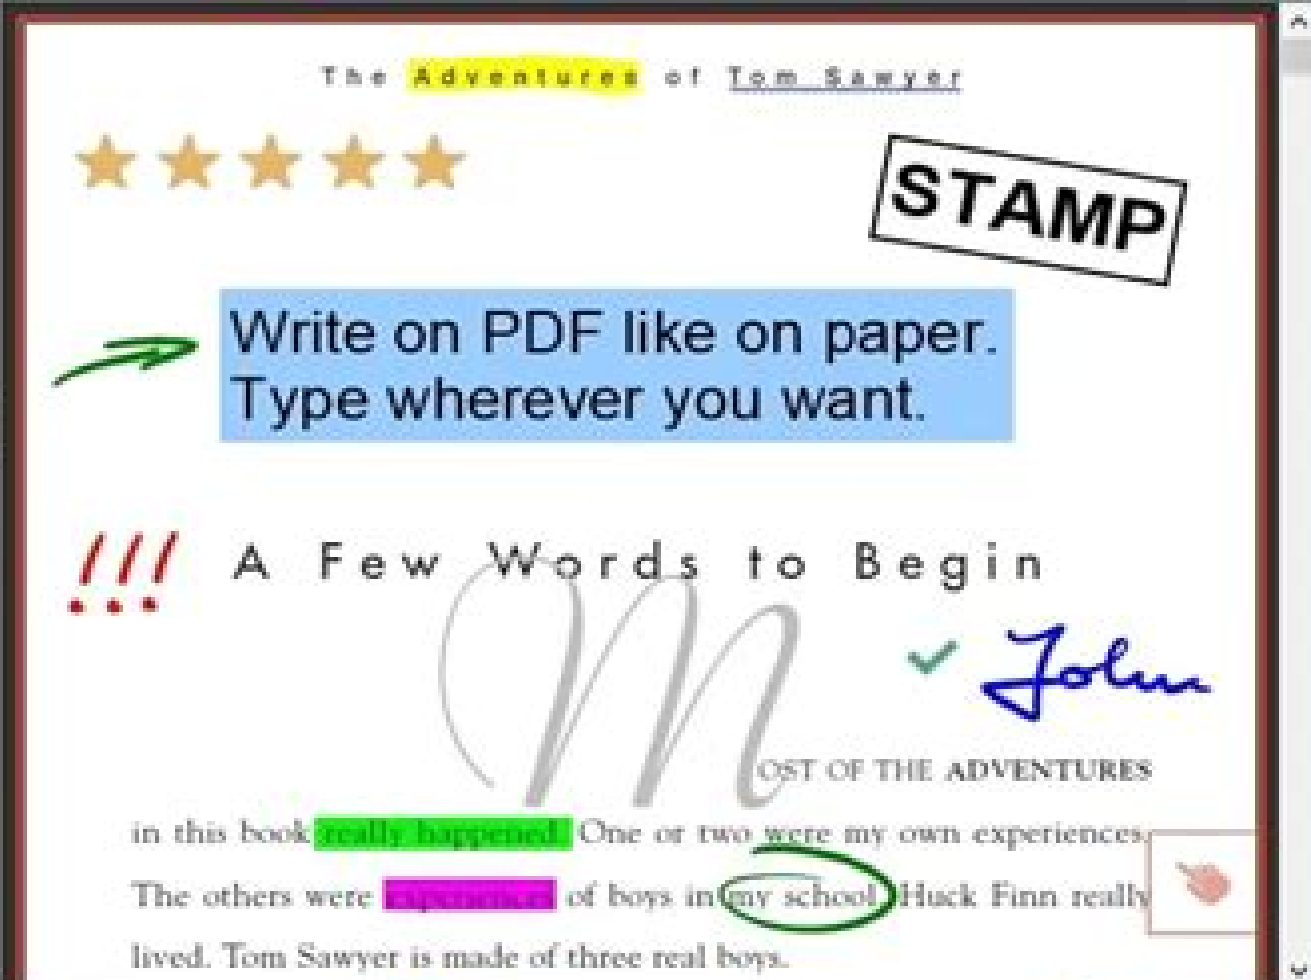 The Adventures of Tom Sawyer
STAMP
Write on PDF like on paper.
Type wherever you want.
!!! A Few Words to Begin
John
MOST OF THE ADVENTURES
in this book really happened. One or two were my own experiences.
The others were experiences of boys in my school. Huck Finn really
lived. Tom Sawyer is made of three real boys.